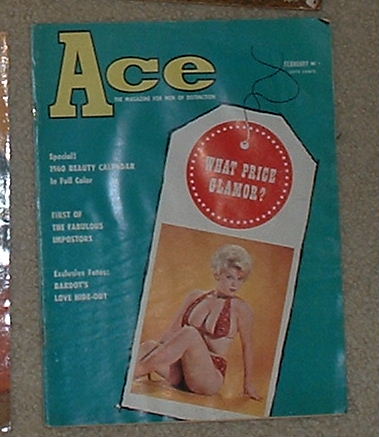 Ace
FEBRUARY
THE MAGAZINE FOR MEN OF DISTINCTION
Special!
1960 BEAUTY CALENDAR
In Full Color
FIRST OF
THE FABULOUS
IMPOSTORS
Exclusive Fotos:
BARDOT'S
LOVE HIDE-OUT
WHAT PRICE
GLAMOR?